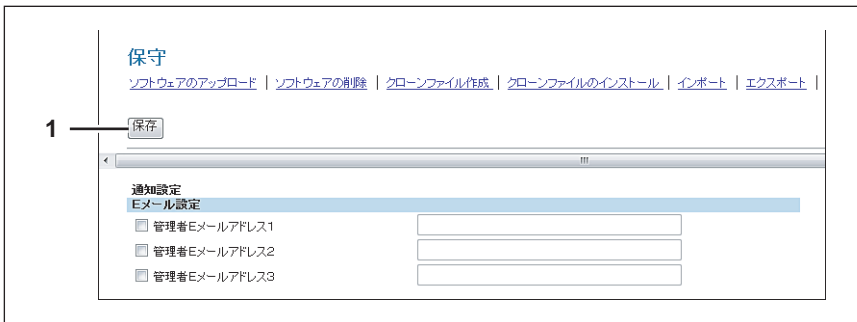 保守
ソフトウェアのアップロード | ソフトウェアの削除 | クローンファイル作成 | クローンファイルのインストール | インポート | エクスポート |
1 保存
通知設定
Eメール設定
管理者Eメールアドレス1
管理者Eメールアドレス2
管理者Eメールアドレス3